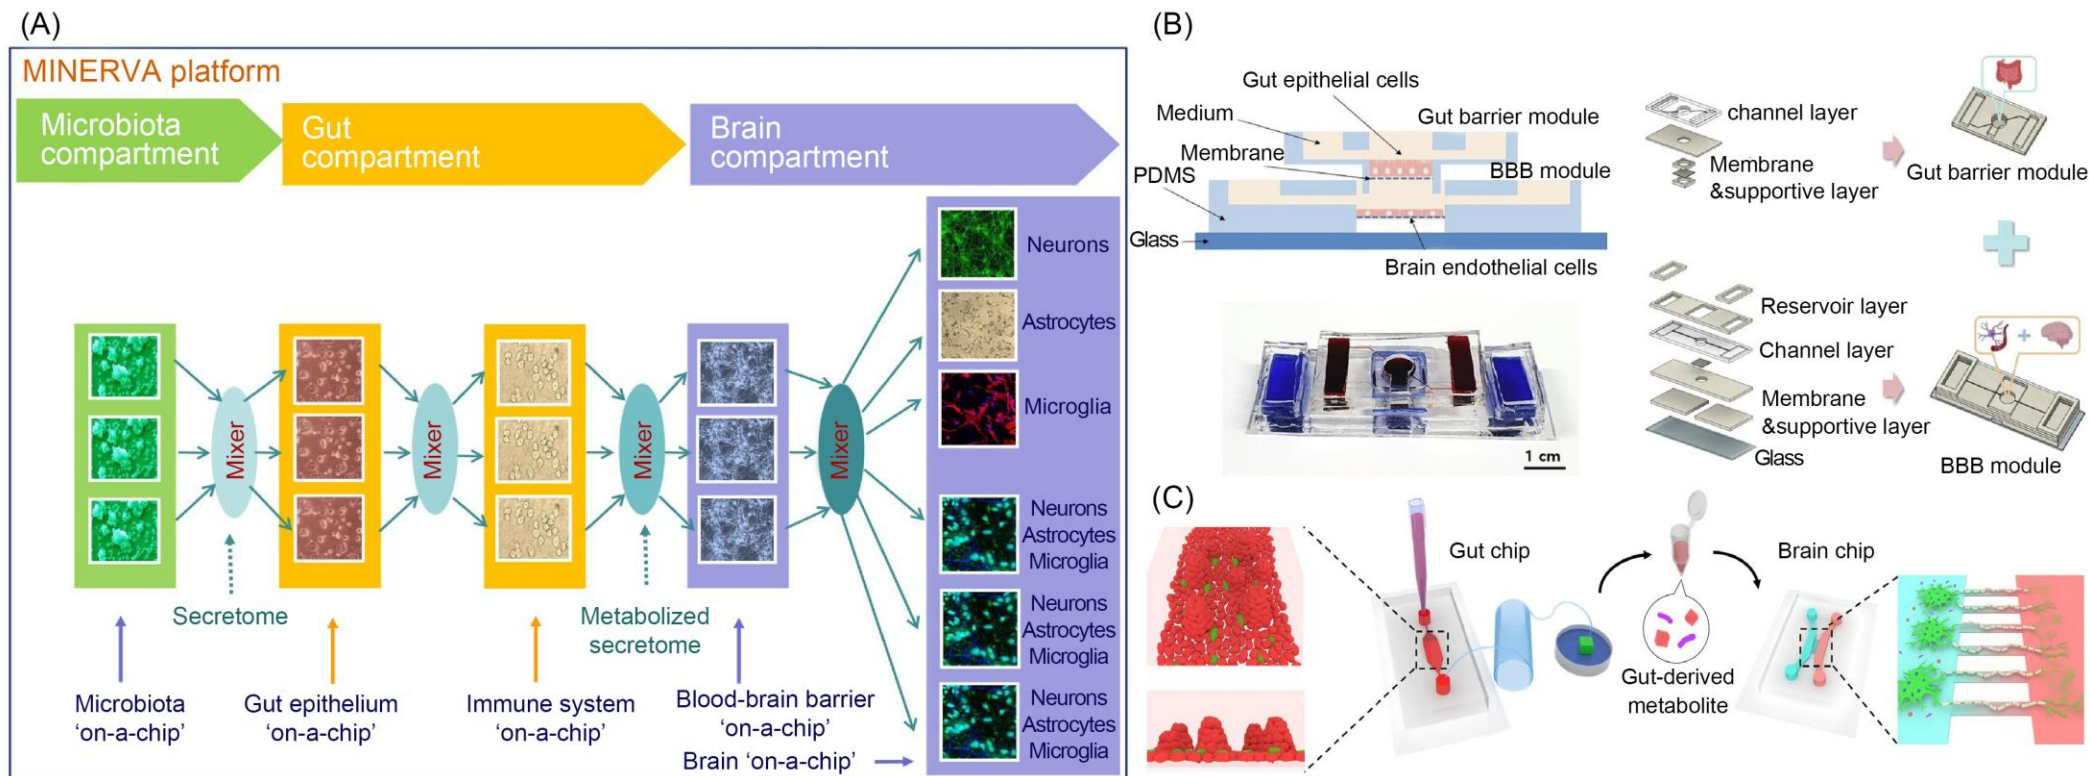 (A)
MINERVA platform
Microbiota
compartment
Gut
compartment
Brain
compartment
Neurons
Astrocytes
Microglia
Mixer
Mixer
Mixer
Mixer
Neurons
Astrocytes
Microglia
Neurons
Astrocytes
Microglia
Neurons
Astrocytes
Microglia
Secretome
Metabolized
secretome
Microbiota
‘on-a-chip’
Gut epithelium
‘on-a-chip’
Immune system
‘on-a-chip’
Blood-brain barrier
‘on-a-chip’
Brain ‘on-a-chip’
(B)
Gut epithelial cells
Medium
Gut barrier module
Membrane
BBB module
PDMS
Glass
Brain endothelial cells
1 cm
channel layer
Membrane
&supportive layer
Gut barrier module
Reservoir layer
Channel layer
Membrane
&supportive layer
Glass
BBB module
(C)
Gut chip
Brain chip
Gut-derived
metabolite